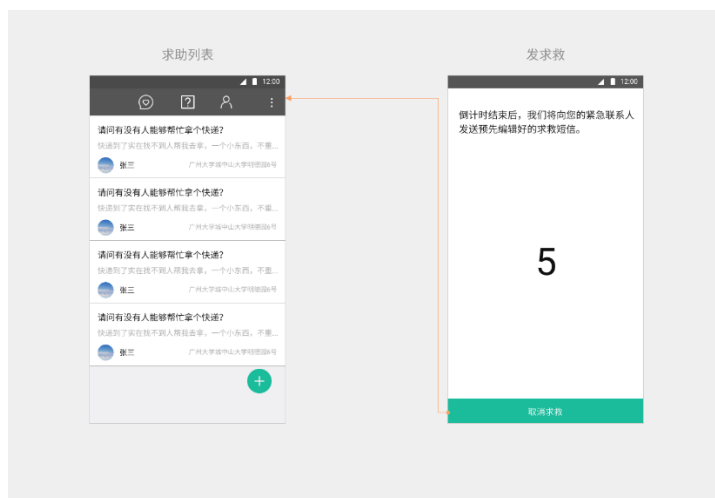 求助列表
12:00
请问有没有人能够帮忙拿个快递?
快递到了实在找不到人帮我去拿,一个小东西,不重...
张三
广州大学城中山大学明德园6号
请问有没有人能够帮忙拿个快递?
快递到了实在找不到人帮我去拿,一个小东西,不重...
张三
广州大学城中山大学明德园6号
请问有没有人能够帮忙拿个快递?
快递到了实在找不到人帮我去拿,一个小东西,不重...
张三
广州大学城中山大学明德园6号
请问有没有人能够帮忙拿个快递?
快递到了实在找不到人帮我去拿,一个小东西,不重...
张三
广州大学城中山大学明德园6号
发求救
12:00
倒计时结束后,我们将向您的紧急联系人
发送预先编辑好的求救短信。
5
取消求救